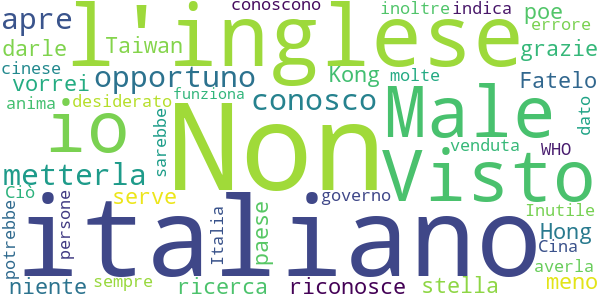 conoscono inoltre indica poe
apre l'inglese errore
darle Taiwan grazie
cinese vorrei opportuno Kong molte Fatelo
anima desiderato funziona conosco Male dato
io Non sarebbe venduta WHO
metterla Visto
Ciò serve governo Inutile
potrebbe persone italiano Italia paese Hong
Cina
averla
niente sempre ricerca riconosce stella meno